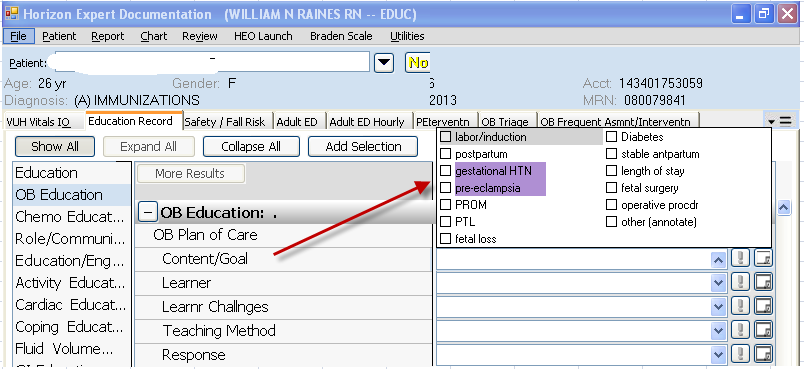 Horizon Expert Documentation (WILLIAM N RAINES RN -- EDUC)
File Patient Report Chart Review HEO Launch Braden Scale Utilities
Patient: No
Age: 26 yr Gender: F 6 Acct: 143401753059
Diagnosis: (A) IMMUNIZATIONS 2013 MRN: 080079841
VUH Vitals IO Education Record Safety / Fall Risk Adult ED Adult ED Hourly PEterventn OB Triage OB Frequent Asmnt/Interventn
Show All Expand All Collapse All Add Selection
labor/induction Diabetes
postpartum stable antpartum
gestational HTN length of stay
pre-eclampsia fetal surgery
PROM operative procdr
PTL other (annotate)
fetal loss
Education
OB Education
Chemo Educat...
Role/Communi...
Education/Eng...
Activity Educat...
Cardiac Educat...
Coping Educat...
Fluid Volume...
More Results
OB Education: .
OB Plan of Care
Content/Goal
Learner
Learnr Challnges
Teaching Method
Response